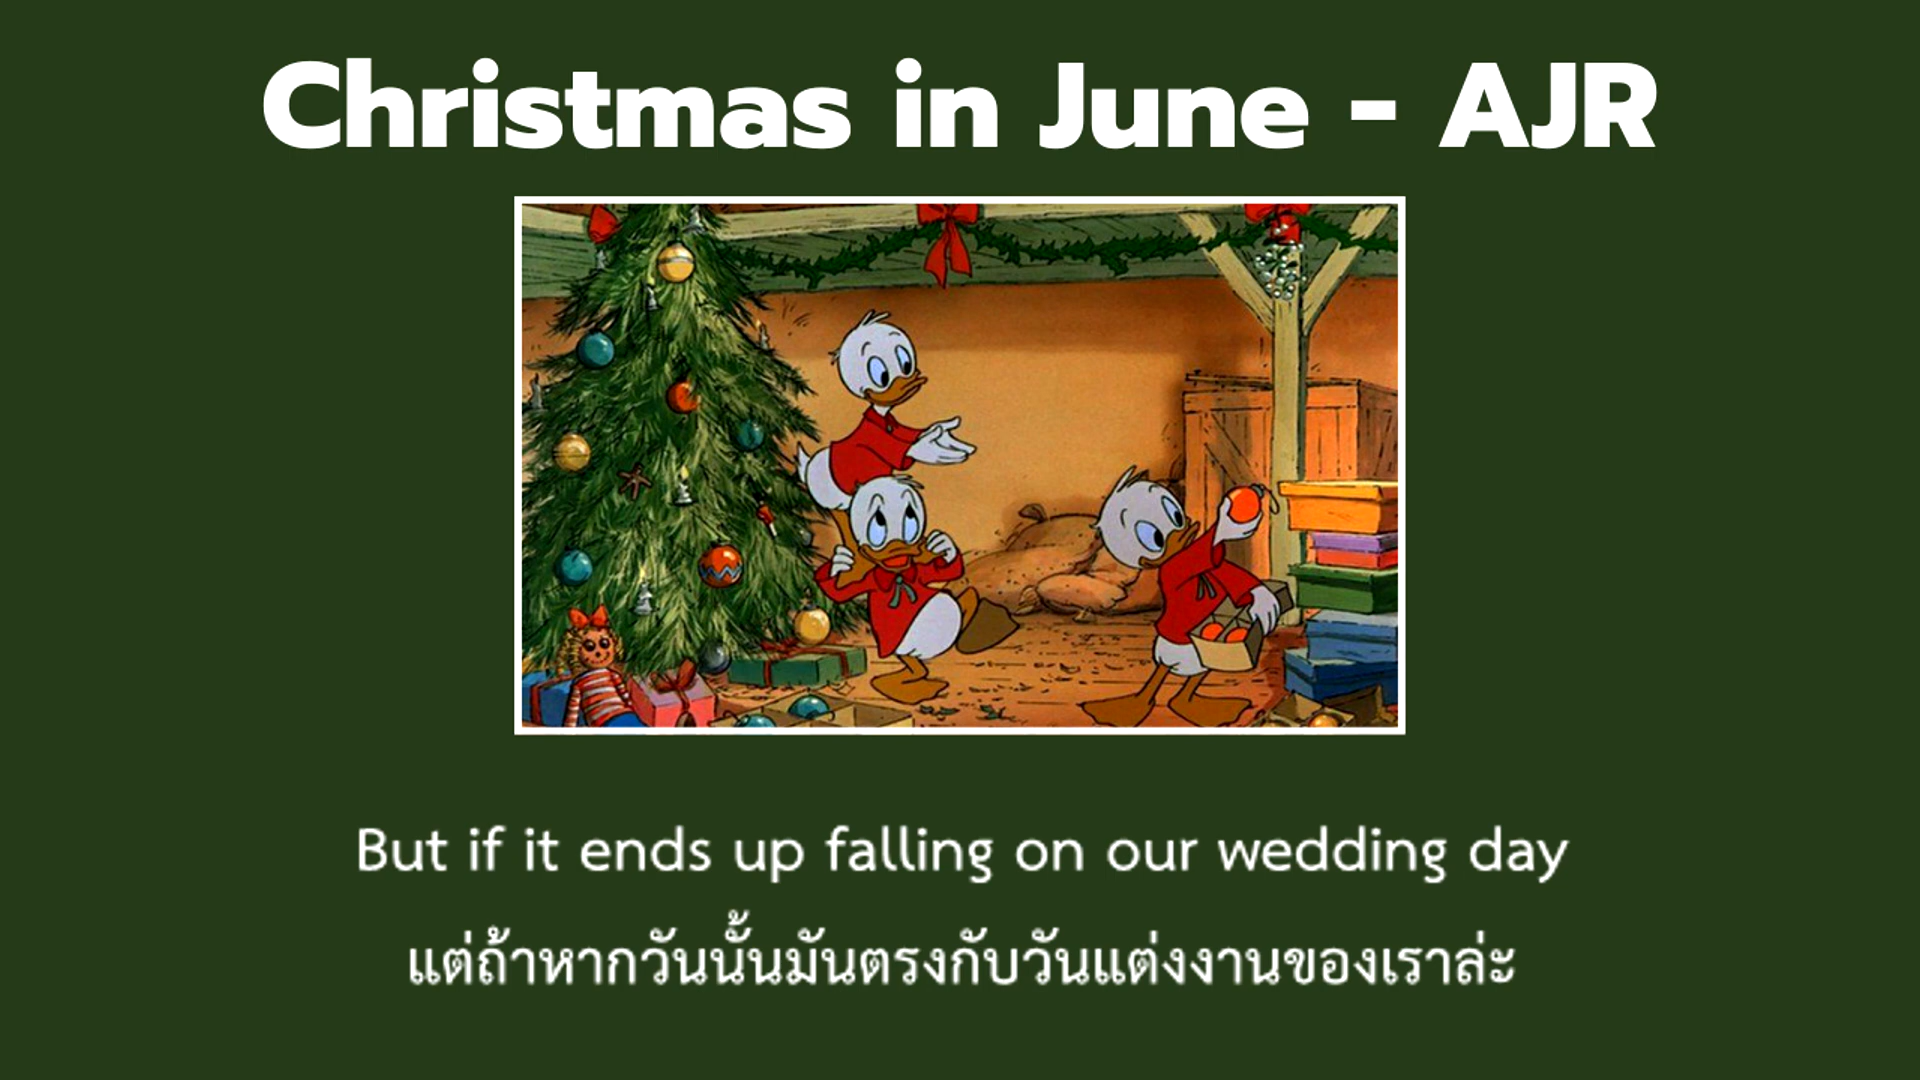 Christmas in June - AJR
But if it ends up falling on our wedding day
แต่ถ้าหากวันนั้นมันตรงกับวันแต่งงานของเราล่ะ